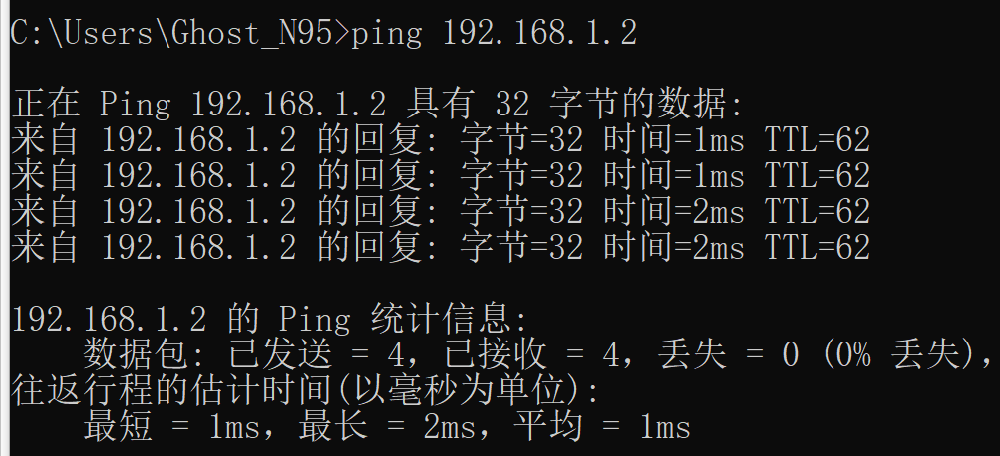 C:\Users\Ghost_N95>ping 192.168.1.2
正在 Ping 192.168.1.2 具有 32 字节的数据:
来自 192.168.1.2 的回复: 字节=32 时间=1ms TTL=62
来自 192.168.1.2 的回复: 字节=32 时间=1ms TTL=62
来自 192.168.1.2 的回复: 字节=32 时间=2ms TTL=62
来自 192.168.1.2 的回复: 字节=32 时间=2ms TTL=62
192.168.1.2 的 Ping 统计信息:
数据包: 已发送 = 4，已接收 = 4，丢失 = 0 (0% 丢失)，
往返行程的估计时间(以毫秒为单位):
最短 = 1ms，最长 = 2ms，平均 = 1ms